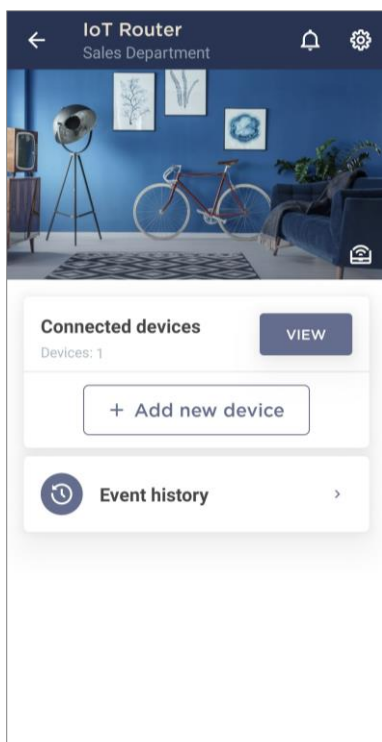 IoT Router
Sales Department
Connected devices
Devices: 1
VIEW
+ Add new device
Event history